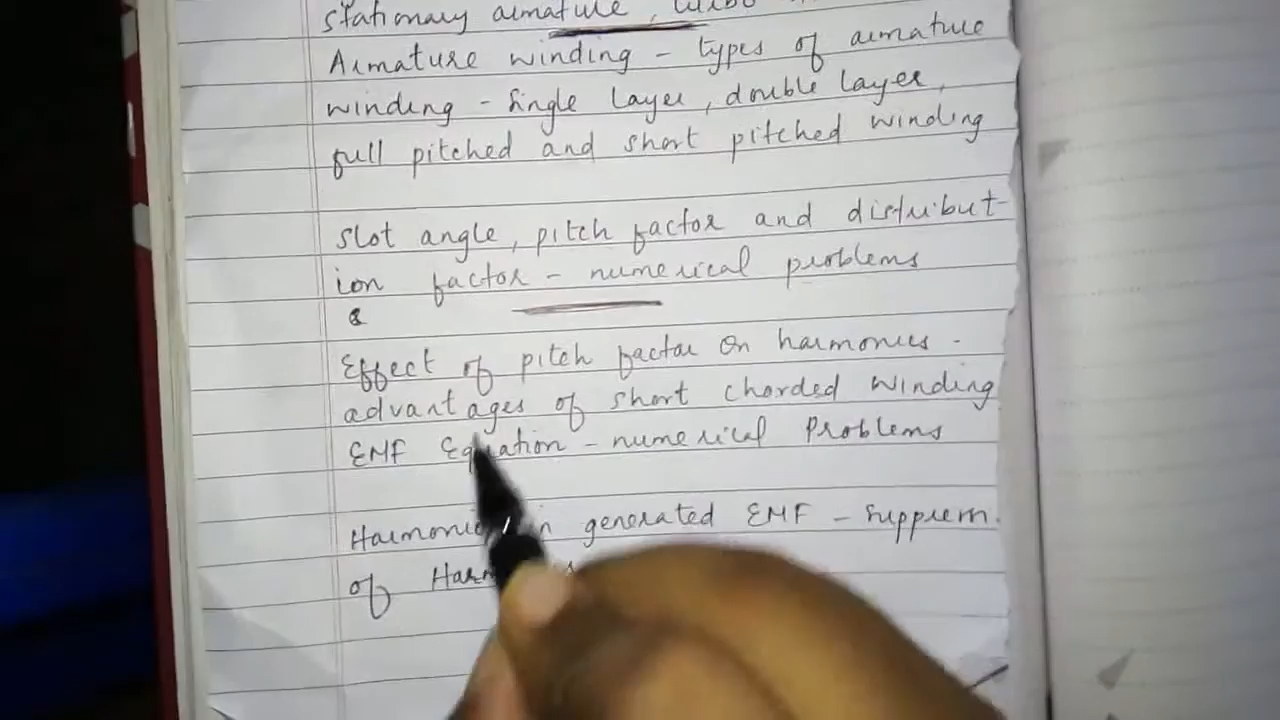 stationary armature,
Armature winding - types of armature
winding - Single layer, double layer,
full pitched and short pitched winding
Slot angle, pitch factor and distribut-
ion factor - numerical problems
&
Effect of pitch factor on harmonics -
advantages of short chorded winding
EMF Equation - numerical Problems
generated EMF - Supprem.
of